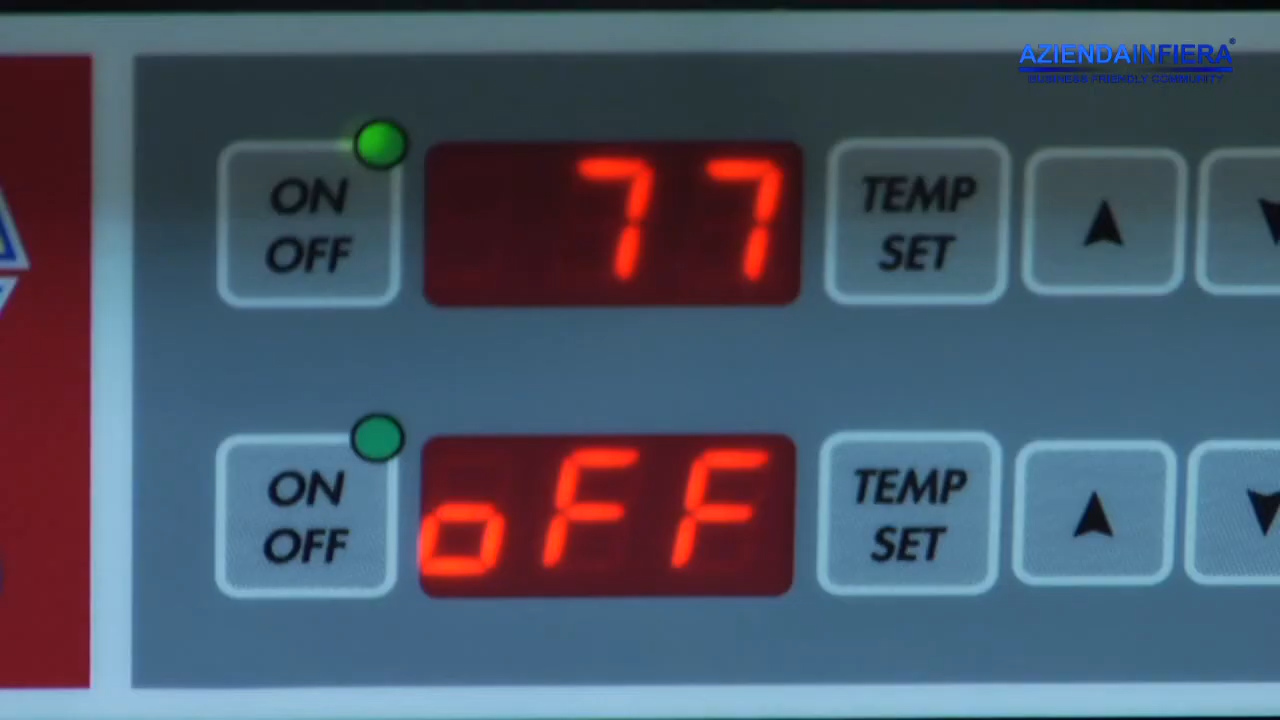 AZIENDAINFIERA®
BUSINESS FRIENDLY COMMUNITY
ON
OFF
77
TEMP
SET
ON
OFF
oFF
TEMP
SET